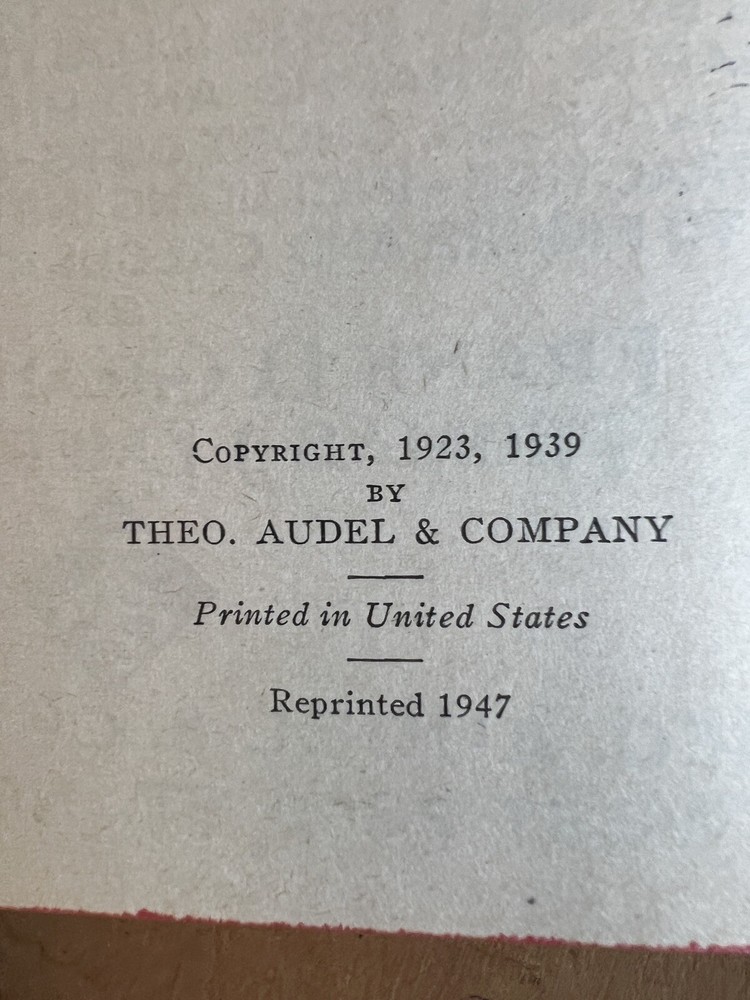 Copyright, 1923, 1939
BY
THEO. AUDEL & COMPANY
Printed in United States
Reprinted 1947